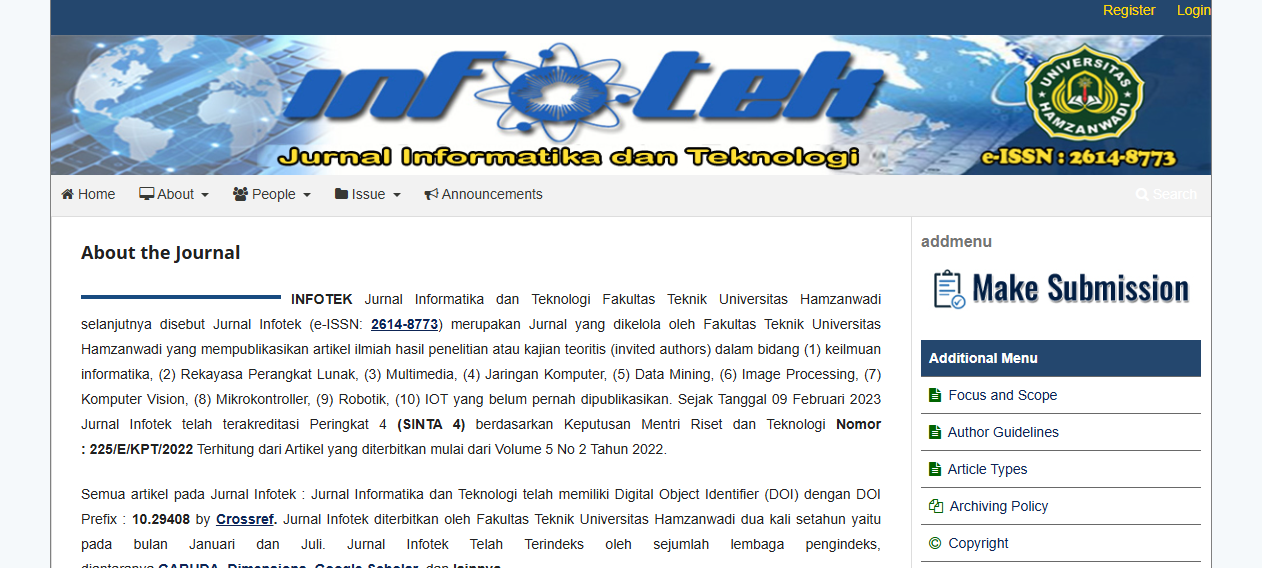 Register Login
infotek
UNIVERSITAS HAMZANWADI
Jurnal Informatika dan Teknologi
e-ISSN : 2614-8773
Home About People Issue Announcements Search
About the Journal
INFOTEK Jurnal Informatika dan Teknologi Fakultas Teknik Universitas Hamzanwadi
selanjutnya disebut Jurnal Infotek (e-ISSN: 2614-8773) merupakan Jurnal yang dikelola oleh Fakultas Teknik Universitas
Hamzanwadi yang mempublikasikan artikel ilmiah hasil penelitian atau kajian teoritis (invited authors) dalam bidang (1) keilmuan
informatika, (2) Rekayasa Perangkat Lunak, (3) Multimedia, (4) Jaringan Komputer, (5) Data Mining, (6) Image Processing, (7)
Komputer Vision, (8) Mikrokontroller, (9) Robotik, (10) IOT yang belum pernah dipublikasikan. Sejak Tanggal 09 Februari 2023
Jurnal Infotek telah terakreditasi Peringkat 4 (SINTA 4) berdasarkan Keputusan Mentri Riset dan Teknologi Nomor
: 225/E/KPT/2022 Terhitung dari Artikel yang diterbitkan mulai dari Volume 5 No 2 Tahun 2022.
Semua artikel pada Jurnal Infotek : Jurnal Informatika dan Teknologi telah memiliki Digital Object Identifier (DOI) dengan DOI
Prefix : 10.29408 by Crossref. Jurnal Infotek diterbitkan oleh Fakultas Teknik Universitas Hamzanwadi dua kali setahun yaitu
pada bulan Januari dan Juli. Jurnal Infotek Telah Terindeks oleh sejumlah lembaga pengindeks,
diantaranya GARUDA, Dimensions, Google Scholar, dan lainnya
addmenu
Make Submission
Additional Menu
Focus and Scope
Author Guidelines
Article Types
Archiving Policy
Copyright